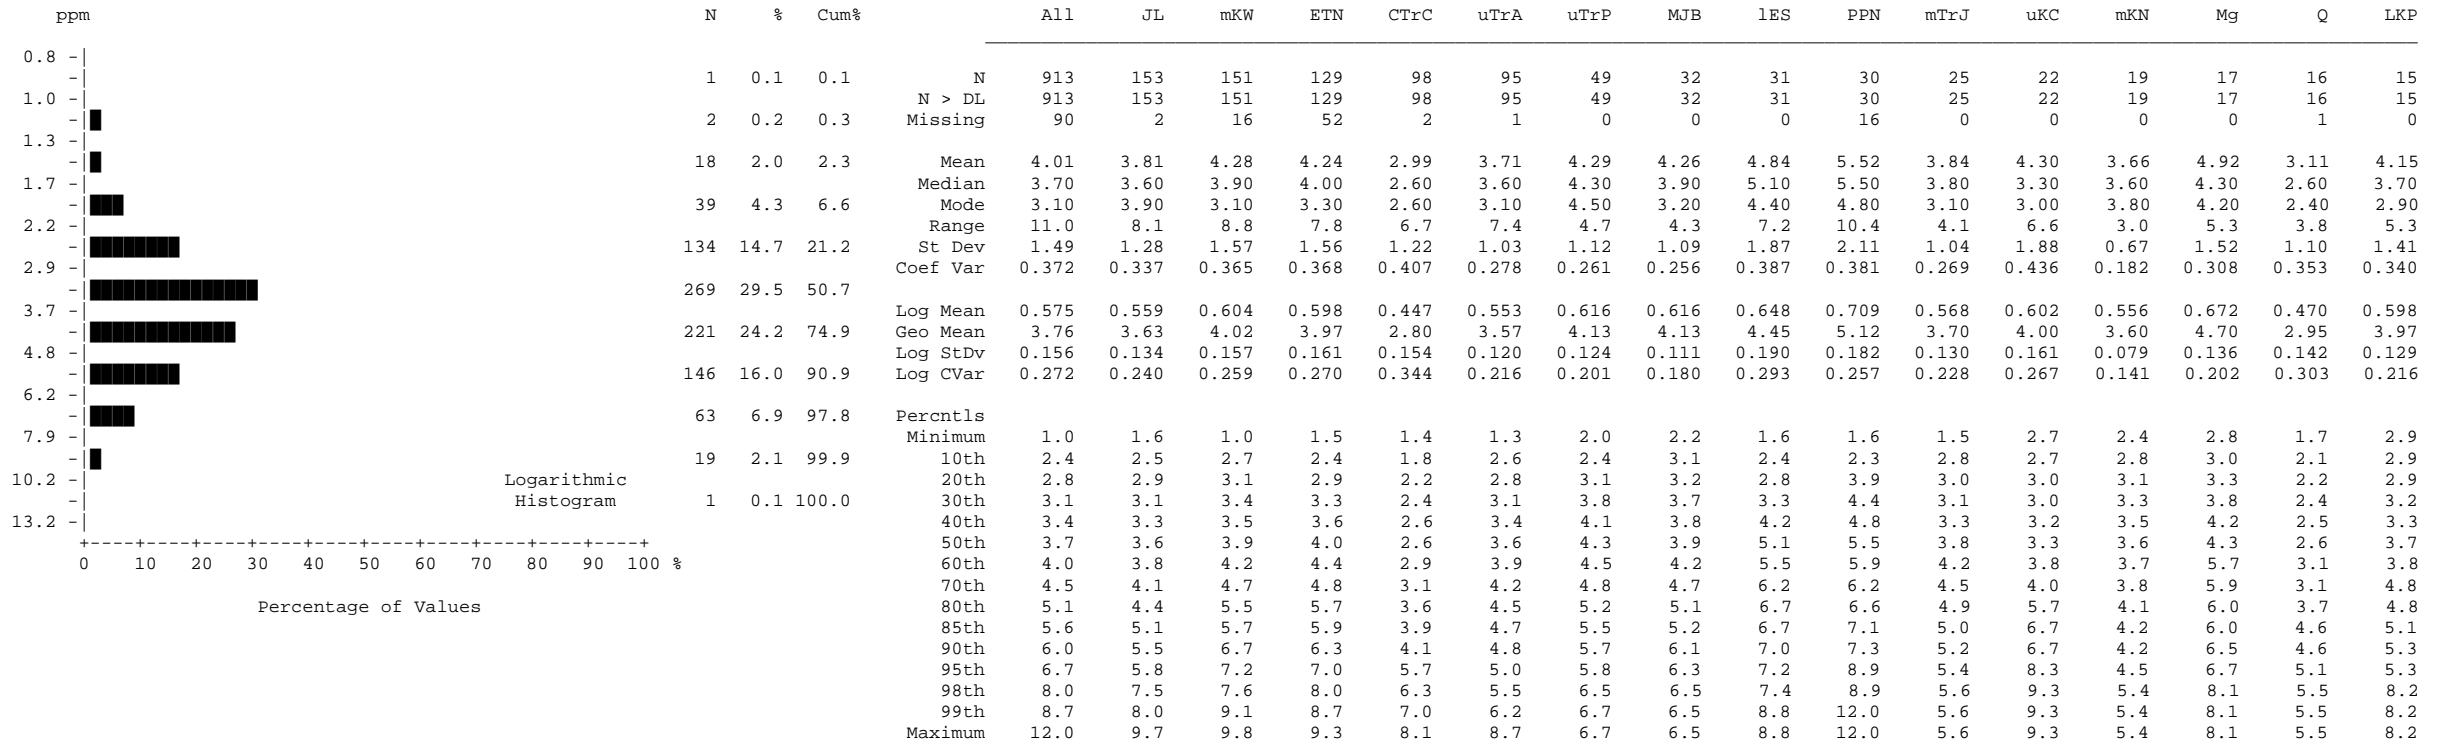 ppm N % Cum% All JL mKW ETN CTrC uTrA uTrP MJB lES PPN mTrJ uKC mKN Mg Q LKP
0.8 -
- 1 0.1 0.1 N 913 153 151 129 98 95 49 32 31 30 25 22 19 17 16 15
1.0 - N > DL 913 153 151 129 98 95 49 32 31 30 25 22 19 17 16 15
- 2 0.2 0.3 Missing 90 2 16 52 2 1 0 0 0 16 0 0 0 0 1 0
1.3 -
- 18 2.0 2.3 Mean 4.01 3.81 4.28 4.24 2.99 3.71 4.29 4.26 4.84 5.52 3.84 4.30 3.66 4.92 3.11 4.15
1.7 - Median 3.70 3.60 3.90 4.00 2.60 3.60 4.30 3.90 5.10 5.50 3.80 3.30 3.60 4.30 2.60 3.70
- 39 4.3 6.6 Mode 3.10 3.90 3.10 3.30 2.60 3.10 4.50 3.20 4.40 4.80 3.10 3.00 3.80 4.20 2.40 2.90
2.2 - Range 11.0 8.1 8.8 7.8 6.7 7.4 4.7 4.3 7.2 10.4 4.1 6.6 3.0 5.3 3.8 5.3
- 134 14.7 21.2 St Dev 1.49 1.28 1.57 1.56 1.22 1.03 1.12 1.09 1.87 2.11 1.04 1.88 0.67 1.52 1.10 1.41
2.9 - Coef Var 0.372 0.337 0.365 0.368 0.407 0.278 0.261 0.256 0.387 0.381 0.269 0.436 0.182 0.308 0.353 0.340
- 269 29.5 50.7
3.7 - Log Mean 0.575 0.559 0.604 0.598 0.447 0.553 0.616 0.616 0.648 0.709 0.568 0.602 0.556 0.672 0.470 0.598
- 221 24.2 74.9 Geo Mean 3.76 3.63 4.02 3.97 2.80 3.57 4.13 4.13 4.45 5.12 3.70 4.00 3.60 4.70 2.95 3.97
4.8 - Log StDv 0.156 0.134 0.157 0.161 0.154 0.120 0.124 0.111 0.190 0.182 0.130 0.161 0.079 0.136 0.142 0.129
- 146 16.0 90.9 Log CVar 0.272 0.240 0.259 0.270 0.344 0.216 0.201 0.180 0.293 0.257 0.228 0.267 0.141 0.202 0.303 0.216
6.2 -
- 63 6.9 97.8 Percntls
7.9 - Minimum 1.0 1.6 1.0 1.5 1.4 1.3 2.0 2.2 1.6 1.6 1.5 2.7 2.4 2.8 1.7 2.9
- 19 2.1 99.9 10th 2.4 2.5 2.7 2.4 1.8 2.6 2.4 3.1 2.4 2.3 2.8 2.7 2.8 3.0 2.1 2.9
10.2 - Logarithmic 20th 2.8 2.9 3.1 2.9 2.2 2.8 3.1 3.2 2.8 3.9 3.0 3.0 3.1 3.3 2.2 2.9
- Histogram 1 0.1 100.0 30th 3.1 3.1 3.4 3.3 2.4 3.1 3.8 3.7 3.3 4.4 3.1 3.0 3.3 3.8 2.4 3.2
13.2 - 40th 3.4 3.3 3.5 3.6 2.6 3.4 4.1 3.8 4.2 4.8 3.3 3.2 3.5 4.2 2.5 3.3
50th 3.7 3.6 3.9 4.0 2.6 3.6 4.3 3.9 5.1 5.5 3.8 3.3 3.6 4.3 2.6 3.7
0 10 20 30 40 50 60 70 80 90 100 % 60th 4.0 3.8 4.2 4.4 2.9 3.9 4.5 4.2 5.5 5.9 4.2 3.8 3.7 5.7 3.1 3.8
70th 4.5 4.1 4.7 4.8 3.1 4.2 4.8 4.7 6.2 6.2 4.5 4.0 3.8 5.9 3.1 4.8
Percentage of Values 80th 5.1 4.4 5.5 5.7 3.6 4.5 5.2 5.1 6.7 6.6 4.9 5.7 4.1 6.0 3.7 4.8
85th 5.6 5.1 5.7 5.9 3.9 4.7 5.5 5.2 6.7 7.1 5.0 6.7 4.2 6.0 4.6 5.1
90th 6.0 5.5 6.7 6.3 4.1 4.8 5.7 6.1 7.0 7.3 5.2 6.7 4.2 6.5 4.6 5.3
95th 6.7 5.8 7.2 7.0 5.7 5.0 5.8 6.3 7.2 8.9 5.4 8.3 4.5 6.7 5.1 5.3
98th 8.0 7.5 7.6 8.0 6.3 5.5 6.5 6.5 7.4 8.9 5.6 9.3 5.4 8.1 5.5 8.2
99th 8.7 8.0 9.1 8.7 7.0 6.2 6.7 6.5 8.8 12.0 5.6 9.3 5.4 8.1 5.5 8.2
Maximum 12.0 9.7 9.8 9.3 8.1 8.7 6.7 6.5 8.8 12.0 5.6 9.3 5.4 8.1 5.5 8.2